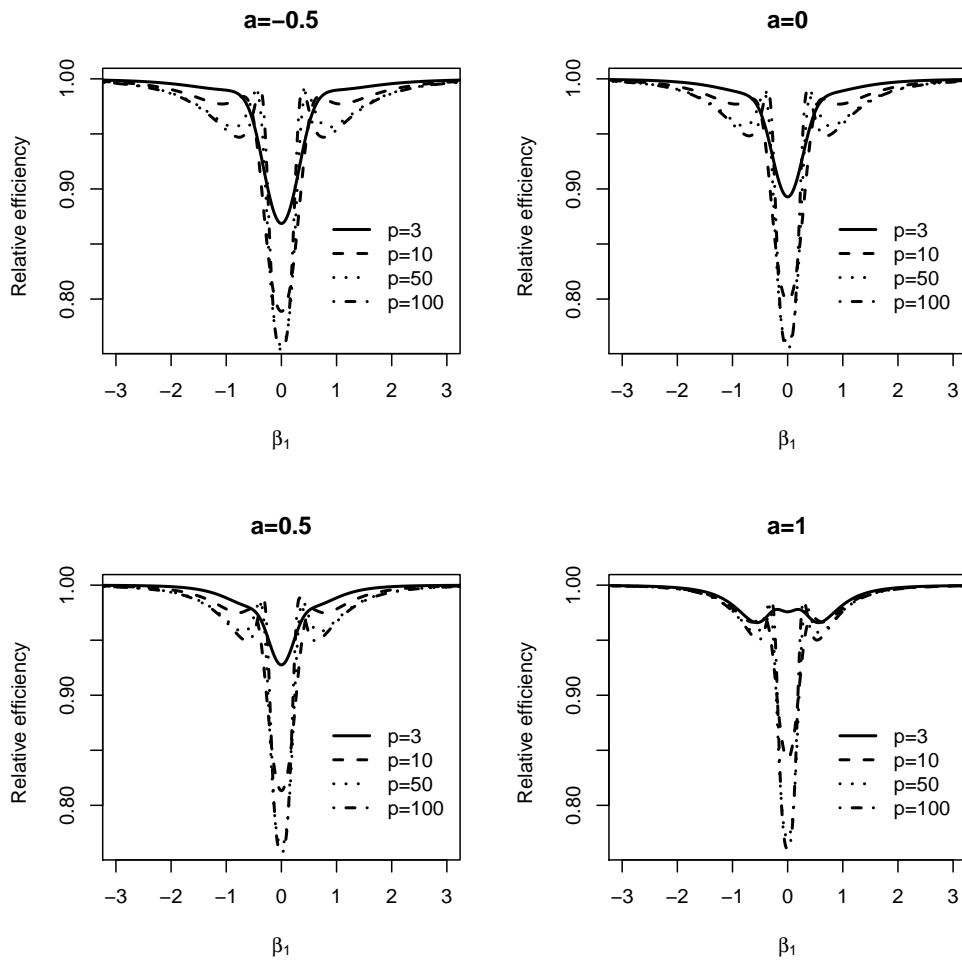 a=−0.5
Relative efficiency
1.00
0.90
0.80
p=3
p=10
p=50
p=100
−3 −2 −1 0 1 2 3
β1
a=0
Relative efficiency
1.00
0.90
0.80
p=3
p=10
p=50
p=100
−3 −2 −1 0 1 2 3
β1
a=0.5
Relative efficiency
1.00
0.90
0.80
p=3
p=10
p=50
p=100
−3 −2 −1 0 1 2 3
β1
a=1
Relative efficiency
1.00
0.90
0.80
p=3
p=10
p=50
p=100
−3 −2 −1 0 1 2 3
β1